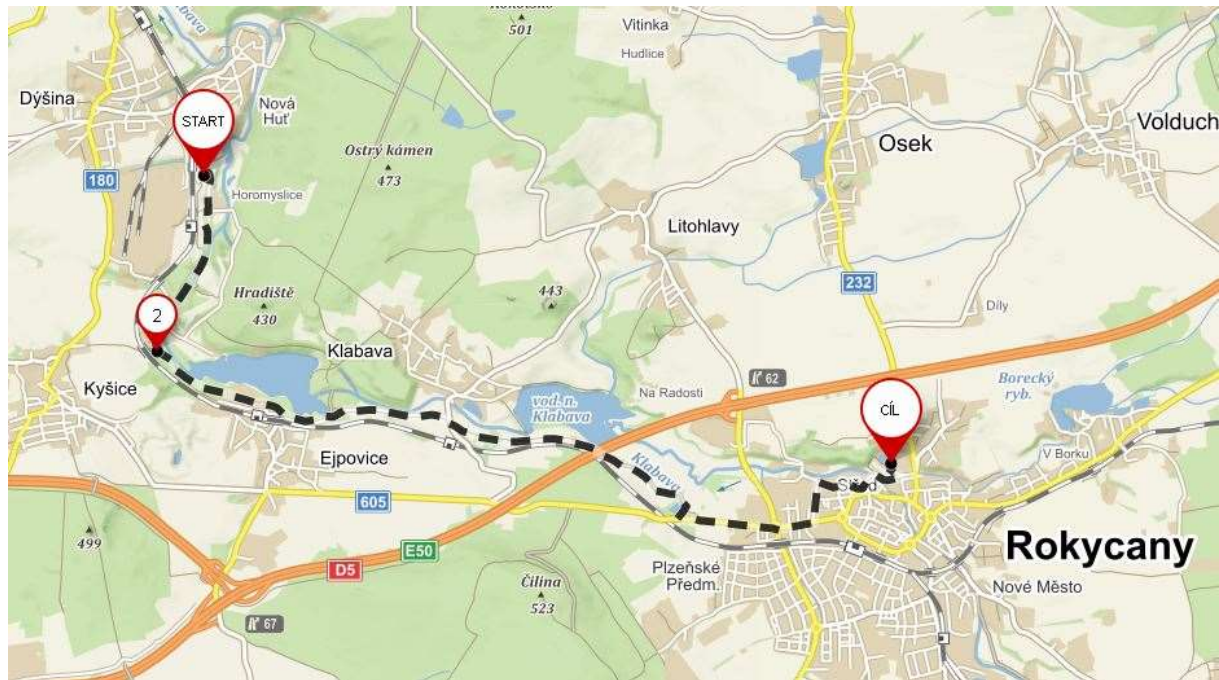 Klabava
Kokotsko
501
Vitinka
Hudlice
Dýšina
Nová
Huť
START
Volduch
Osek
Ostrý kámen
473
180
Horomyslice
Litohlavy
232
Hradiště
430
443
Díly
2
Klabava
Kyšice
62
Na Radosti
Borecký
ryb.
vod. n.
Klabava
CÍL
Ejpovice
Klabava
V Borku
605
499
E50
D5
Rokycany
Plzeňské
Předm.
Čilina
523
Nové Město
67